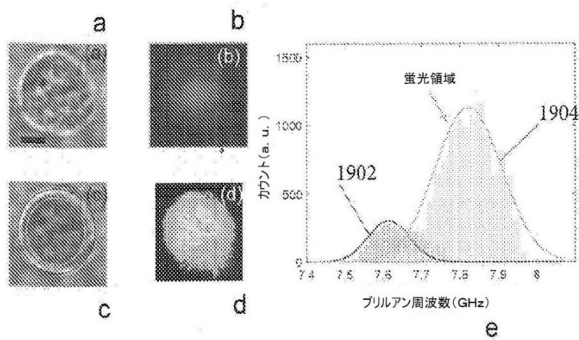 a
b
(a)
(b)
(c)
(d)
c
d
1500
1000
500
0
カウント(a. u.)
蛍光領域
1904
1902
7.4
7.5
7.6
7.7
7.8
7.9
8
ブリルアン周波数(GHz)
e